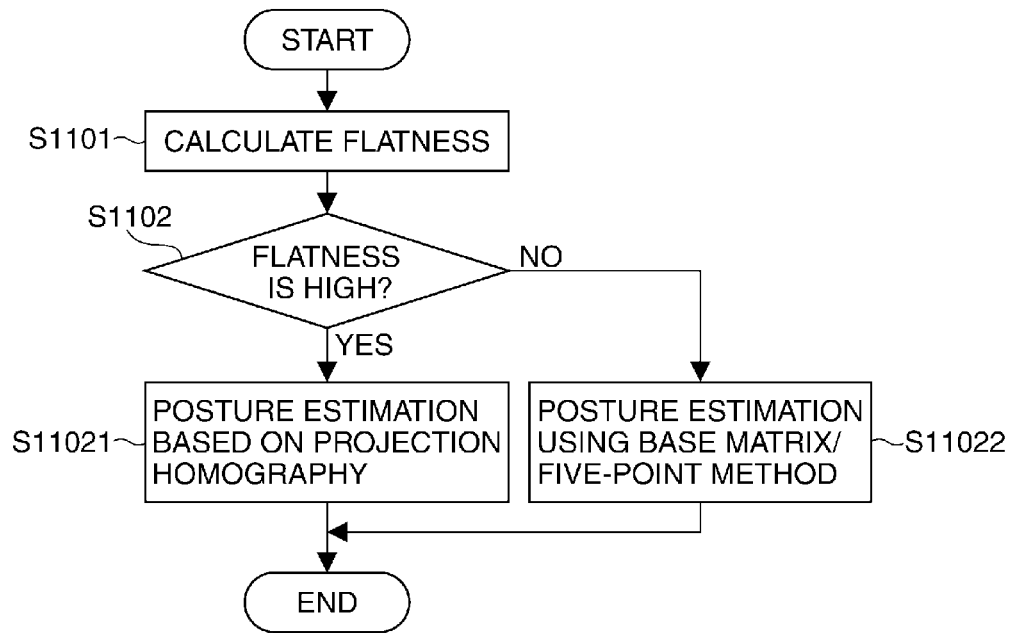 START
S1101
CALCULATE FLATNESS
S1102
FLATNESS
IS HIGH?
NO
YES
S11021
POSTURE ESTIMATION
BASED ON PROJECTION
HOMOGRAPHY
POSTURE ESTIMATION
USING BASE MATRIX/
FIVE-POINT METHOD
S11022
END